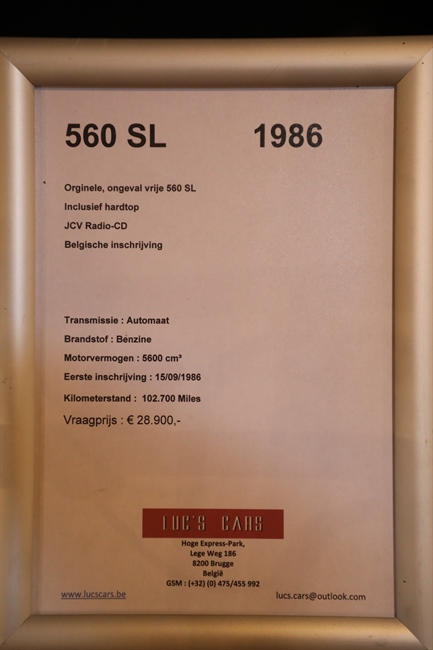 560 SL 1986
Orginele, ongeval vrije 560 SL
Inclusief hardtop
JCV Radio-CD
Belgische inschrijving
Transmissie : Automaat
Brandstof : Benzine
Motorvermogen : 5600 cm³
Eerste inschrijving : 15/09/1986
Kilometerstand : 102.700 Miles
Vraagprijs : € 28.900,-
LUC'S CARS
Hoge Express-Park,
Lege Weg 186
8200 Brugge
België
GSM : (+32) (0) 475/455 992
www.lucscars.be lucs.cars@outlook.com